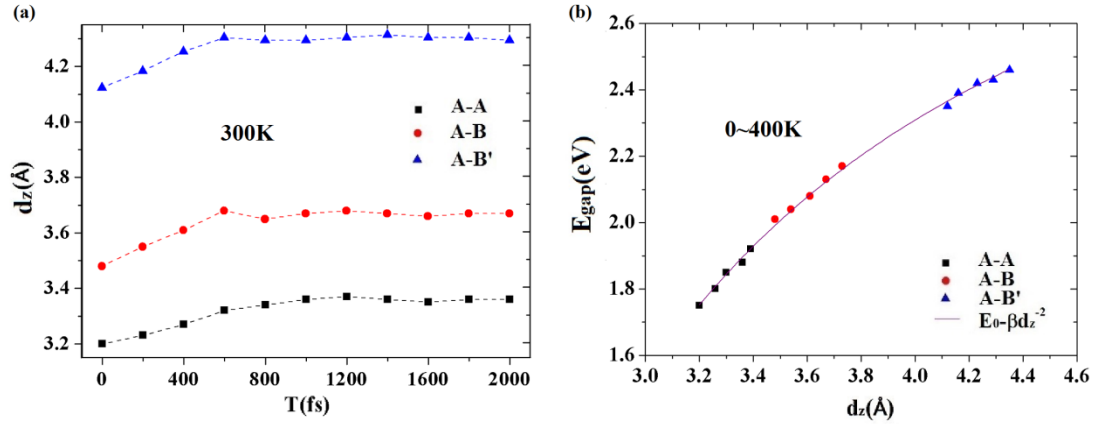 (a)
4.2
4.0
3.8
3.6
3.4
3.2
dz(Å)
A-A
A-B
A-B'
300K
0 400 800 1200 1600 2000
T(fs)
(b)
2.6
2.4
2.2
2.0
1.8
1.6
Egap(eV)
0~400K
A-A
A-B
A-B'
E0-βdz-2
3.0 3.2 3.4 3.6 3.8 4.0 4.2 4.4 4.6
dz(Å)